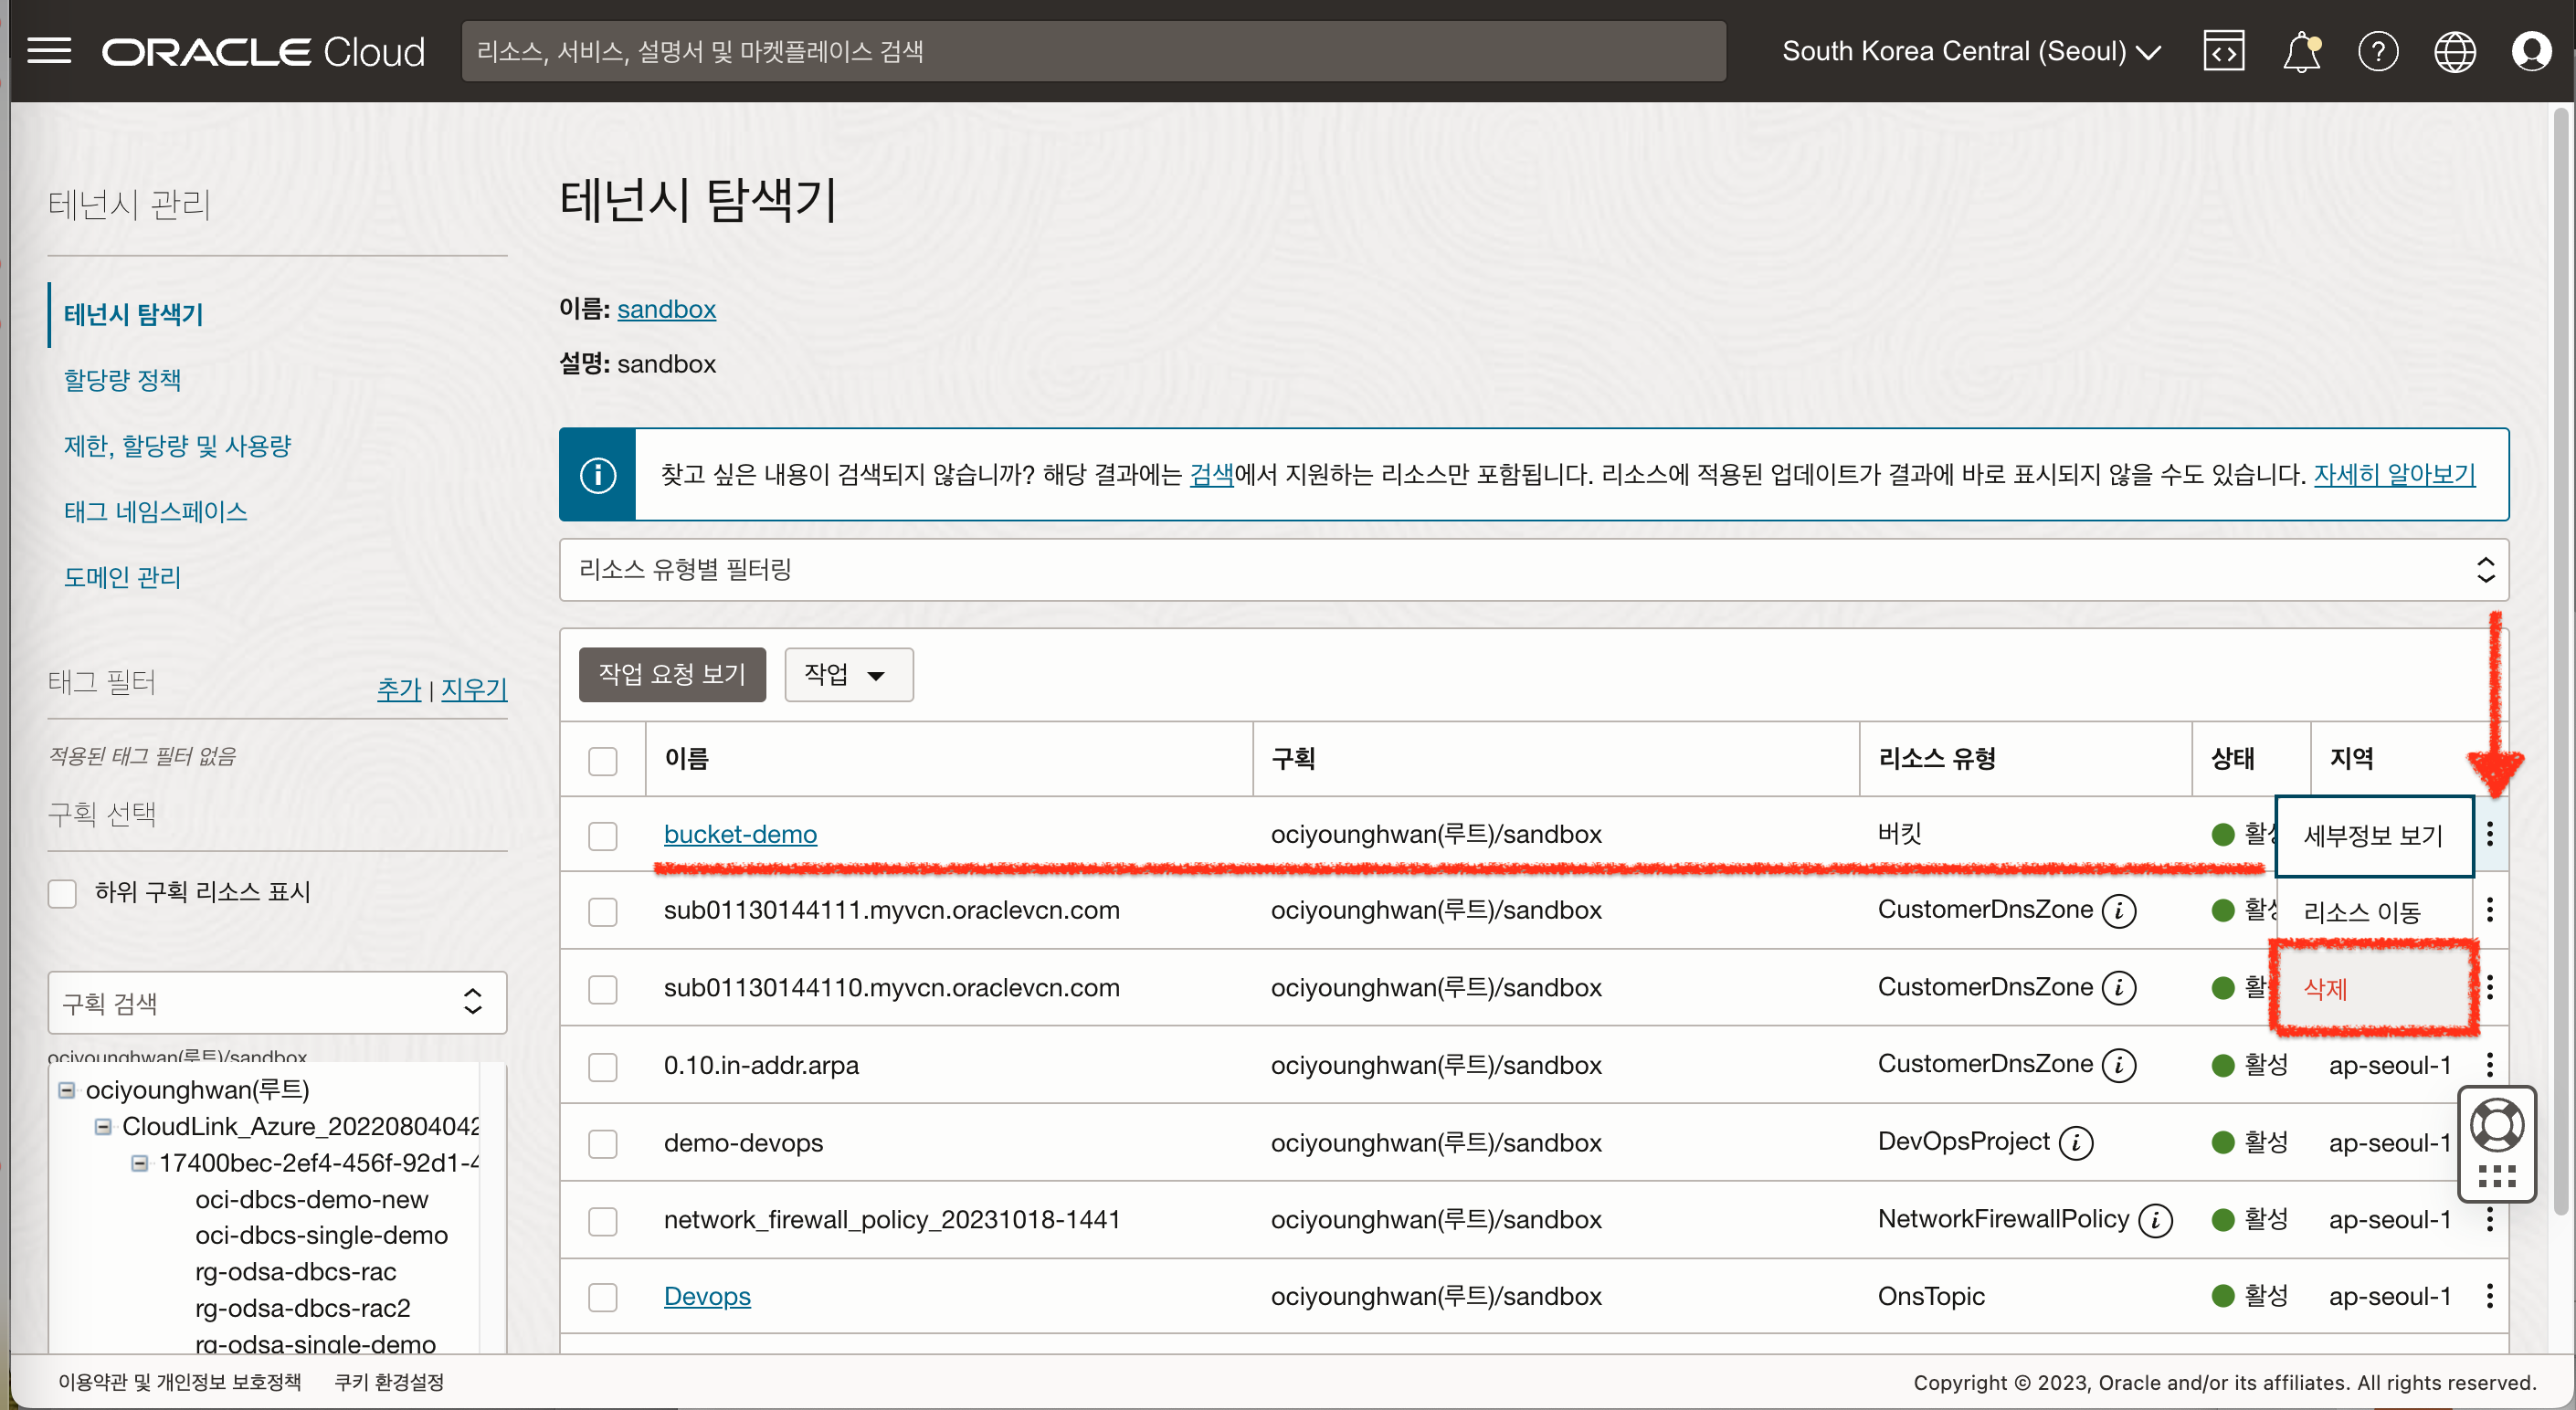 ORACLE Cloud
리소스, 서비스, 설명서 및 마켓플레이스 검색
South Korea Central (Seoul)
테넌시 관리
테넌시 탐색기
할당량 정책
제한, 할당량 및 사용량
태그 네임스페이스
도메인 관리
태그 필터
추가 | 지우기
적용된 태그 필터 없음
구획 선택
하위 구획 리소스 표시
구획 검색
ociyounghwan(루트)/sandbox
ociyounghwan(루트)
CloudLink_Azure_20220804042
17400bec-2ef4-456f-92d1-4
oci-dbcs-demo-new
oci-dbcs-single-demo
rg-odsa-dbcs-rac
rg-odsa-dbcs-rac2
rg-odsa-single-demo
테넌시 탐색기
이름: sandbox
설명: sandbox
찾고 싶은 내용이 검색되지 않습니까? 해당 결과에는 검색에서 지원하는 리소스만 포함됩니다. 리소스에 적용된 업데이트가 결과에 바로 표시되지 않을 수도 있습니다. 자세히 알아보기
리소스 유형별 필터링
작업 요청 보기 작업
이름 구획 리소스 유형 상태 지역
bucket-demo ociyounghwan(루트)/sandbox 버킷
세부정보 보기
sub01130144111.myvcn.oraclevcn.com ociyounghwan(루트)/sandbox CustomerDnsZone
리소스 이동
sub01130144110.myvcn.oraclevcn.com ociyounghwan(루트)/sandbox CustomerDnsZone 활
삭제
0.10.in-addr.arpa ociyounghwan(루트)/sandbox CustomerDnsZone 활성 ap-seoul-1
demo-devops ociyounghwan(루트)/sandbox DevOpsProject 활성 ap-seoul-1
network_firewall_policy_20231018-1441 ociyounghwan(루트)/sandbox NetworkFirewallPolicy 활성 ap-seoul-1
Devops ociyounghwan(루트)/sandbox OnsTopic 활성 ap-seoul-1
이용약관 및 개인정보 보호정책 쿠키 환경설정
Copyright © 2023, Oracle and/or its affiliates. All rights reserved.